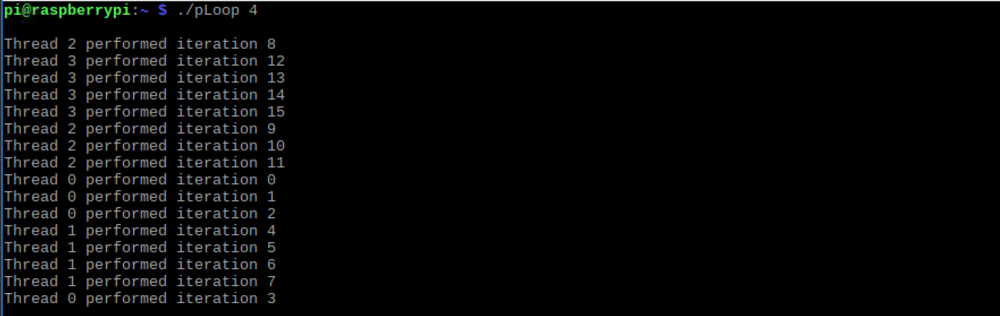 pi@raspberrypi:~ $ ./pLoop 4
Thread 2 performed iteration 8
Thread 3 performed iteration 12
Thread 3 performed iteration 13
Thread 3 performed iteration 14
Thread 3 performed iteration 15
Thread 2 performed iteration 9
Thread 2 performed iteration 10
Thread 2 performed iteration 11
Thread 0 performed iteration 0
Thread 0 performed iteration 1
Thread 0 performed iteration 2
Thread 1 performed iteration 4
Thread 1 performed iteration 5
Thread 1 performed iteration 6
Thread 1 performed iteration 7
Thread 0 performed iteration 3